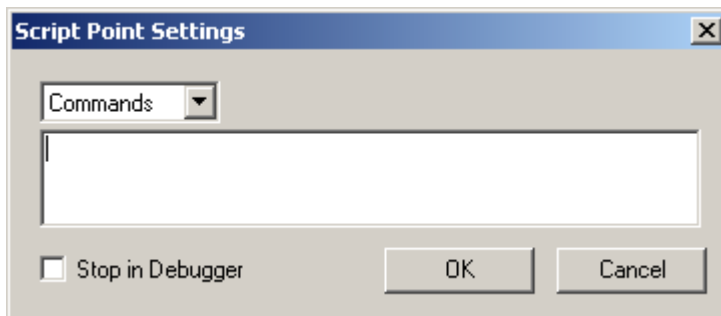 Script Point Settings
Commands
Stop in Debugger
OK
Cancel